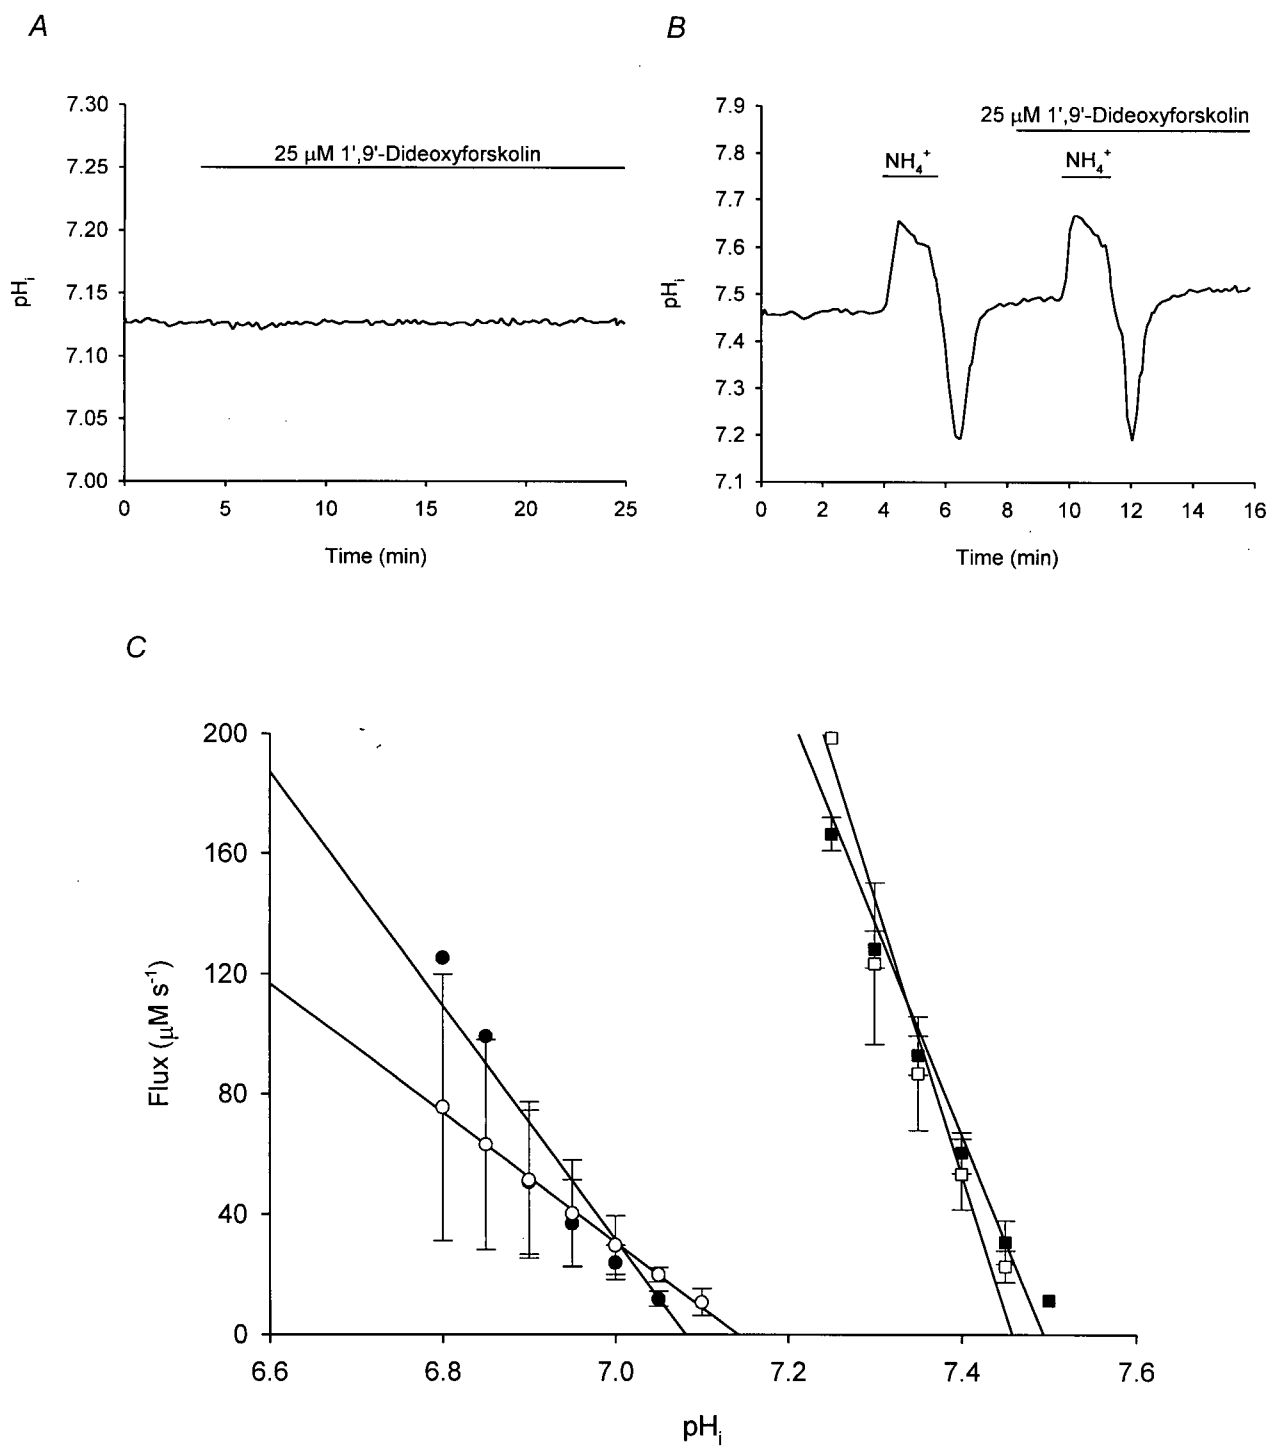 A
7.30
7.25
7.20
7.15
7.10
7.05
7.00
pHi
25 μM 1',9'-Dideoxyforskolin
0 5 10 15 20 25
Time (min)
B
7.9
7.8
7.7
7.6
7.5
7.4
7.3
7.2
7.1
pHi
25 μM 1',9'-Dideoxyforskolin
NH4+ NH4+
0 2 4 6 8 10 12 14 16
Time (min)
C
200
160
120
80
40
0
Flux (μM s-1)
6.6 6.8 7.0 7.2 7.4 7.6
pHi